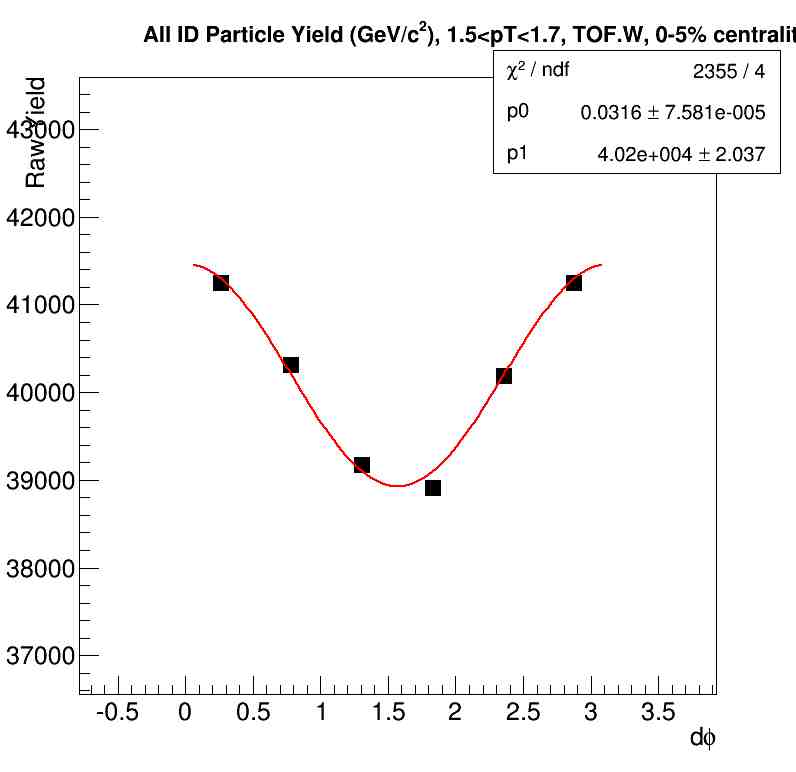 All ID Particle Yield (GeV/c²), 1.5<pT<1.7, TOF.W, 0-5% centralit
χ² / ndf 2355 / 4
p0 0.0316 ± 7.581e-005
p1 4.02e+004 ± 2.037
Raw Yield
43000
42000
41000
40000
39000
38000
37000
-0.5 0 0.5 1 1.5 2 2.5 3 3.5
dϕ